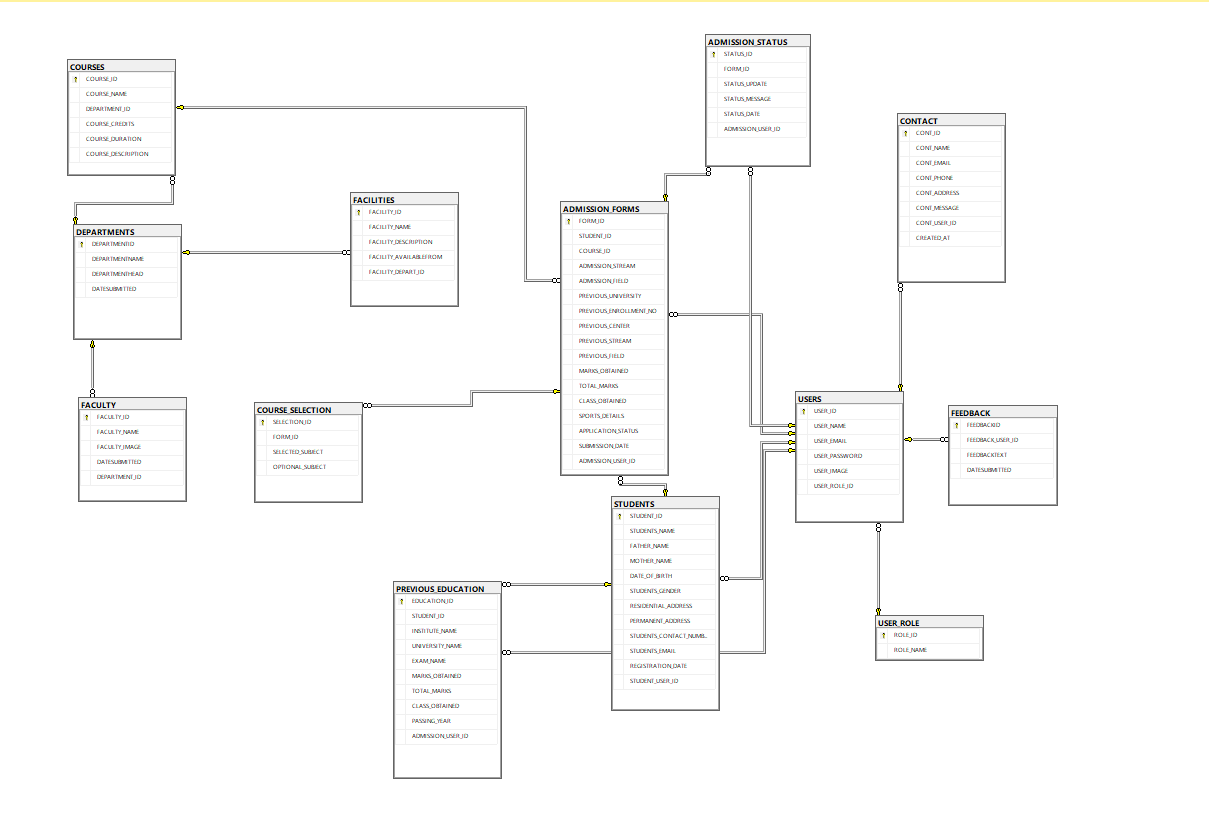 ADMISSION_STATUS
STATUS_ID
FORM_ID
STATUS_UPDATE
STATUS_MESSAGE
STATUS_DATE
ADMISSION_USER_ID
COURSES
COURSE_ID
COURSE_NAME
DEPARTMENT_ID
COURSE_CREDITS
COURSE_DURATION
COURSE_DESCRIPTION
CONTACT
CONT_ID
CONT_NAME
CONT_EMAIL
CONT_PHONE
CONT_ADDRESS
CONT_MESSAGE
CONT_USER_ID
CREATED_AT
FACILITIES
FACILITY_ID
FACILITY_NAME
FACILITY_DESCRIPTION
FACILITY_AVAILABLEFROM
FACILITY_DEPART_ID
ADMISSION_FORMS
FORM_ID
STUDENT_ID
COURSE_ID
ADMISSION_STREAM
ADMISSION_FIELD
PREVIOUS_UNIVERSITY
PREVIOUS_ENROLLMENT_NO
PREVIOUS_CENTER
PREVIOUS_STREAM
PREVIOUS_FIELD
MARKS_OBTAINED
TOTAL_MARKS
CLASS_OBTAINED
SPORTS_DETAILS
APPLICATION_STATUS
SUBMISSION_DATE
ADMISSION_USER_ID
DEPARTMENTS
DEPARTMENTID
DEPARTMENTNAME
DEPARTMENTHEAD
DATESUBMITTED
USERS
USER_ID
USER_NAME
USER_EMAIL
USER_PASSWORD
USER_IMAGE
USER_ROLE_ID
FACULTY
FACULTY_ID
FACULTY_NAME
FACULTY_IMAGE
DATESUBMITTED
DEPARTMENT_ID
COURSE_SELECTION
SELECTION_ID
FORM_ID
SELECTED_SUBJECT
OPTIONAL_SUBJECT
FEEDBACK
FEEDBACKID
FEEDBACK_USER_ID
FEEDBACKTEXT
DATESUBMITTED
STUDENTS
STUDENT_ID
STUDENTS_NAME
FATHER_NAME
MOTHER_NAME
DATE_OF_BIRTH
STUDENTS_GENDER
RESIDENTIAL_ADDRESS
PERMANENT_ADDRESS
STUDENTS_CONTACT_NUMB...
STUDENTS_EMAIL
REGISTRATION_DATE
STUDENT_USER_ID
PREVIOUS_EDUCATION
EDUCATION_ID
STUDENT_ID
INSTITUTE_NAME
UNIVERSITY_NAME
EXAM_NAME
MARKS_OBTAINED
TOTAL_MARKS
CLASS_OBTAINED
PASSING_YEAR
ADMISSION_USER_ID
USER_ROLE
ROLE_ID
ROLE_NAME